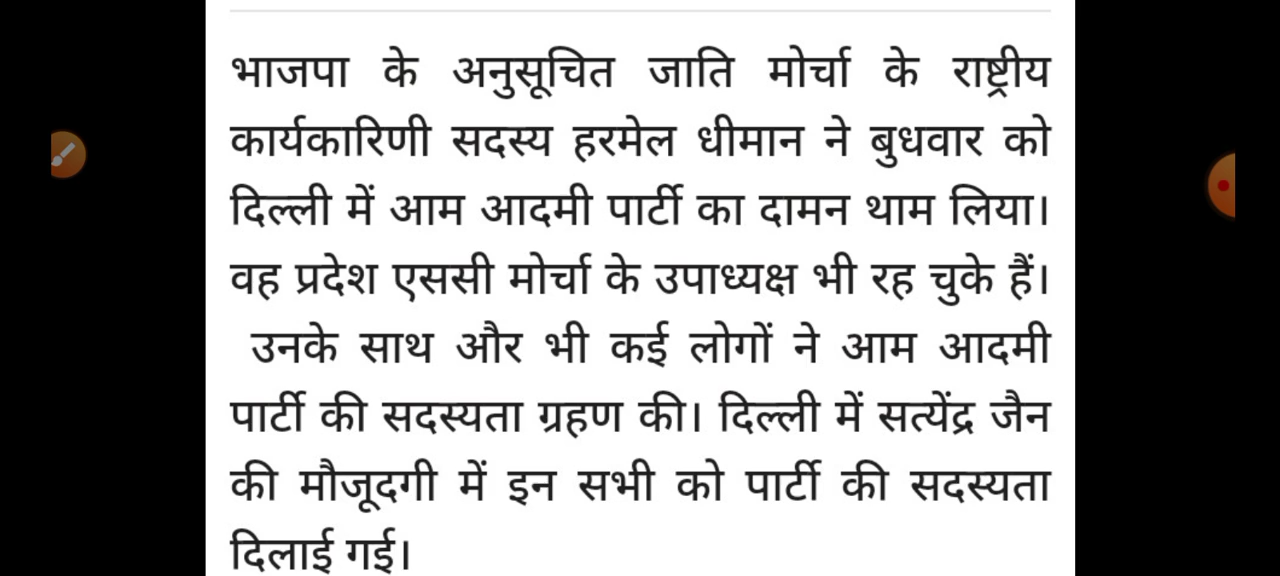 भाजपा के अनुसूचित जाति मोर्चा के राष्ट्रीय
कार्यकारिणी सदस्य हरमेल धीमान ने बुधवार को
दिल्ली में आम आदमी पार्टी का दामन थाम लिया।
वह प्रदेश एससी मोर्चा के उपाध्यक्ष भी रह चुके हैं।
उनके साथ और भी कई लोगों ने आम आदमी
पार्टी की सदस्यता ग्रहण की। दिल्ली में सत्येंद्र जैन
की मौजूदगी में इन सभी को पार्टी की सदस्यता
दिलाई गई।